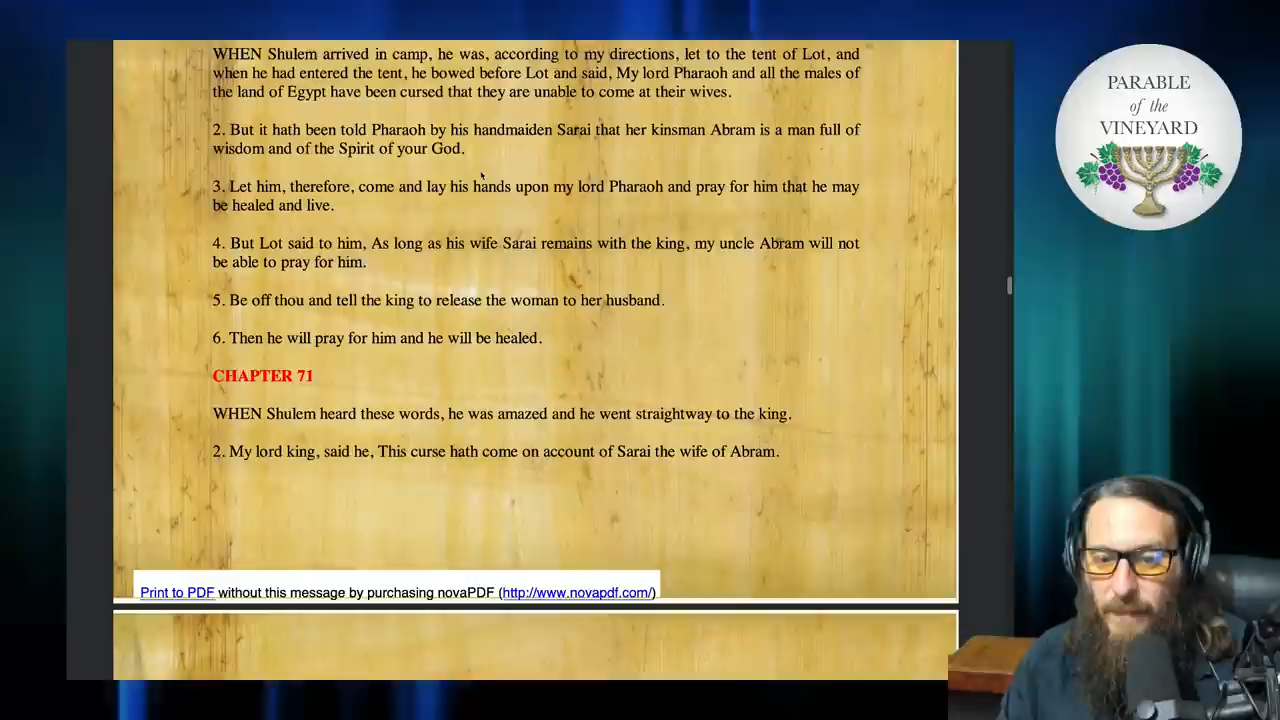 WHEN Shulem arrived in camp, he was, according to my directions, let to the tent of Lot, and
when he had entered the tent, he bowed before Lot and said, My lord Pharaoh and all the males of
the land of Egypt have been cursed that they are unable to come at their wives.
2. But it hath been told Pharaoh by his handmaiden Sarai that her kinsman Abram is a man full of
wisdom and of the Spirit of your God.
3. Let him, therefore, come and lay his hands upon my lord Pharaoh and pray for him that he may
be healed and live.
4. But Lot said to him, As long as his wife Sarai remains with the king, my uncle Abram will not
be able to pray for him.
5. Be off thou and tell the king to release the woman to her husband.
6. Then he will pray for him and he will be healed.
CHAPTER 71
WHEN Shulem heard these words, he was amazed and he went straightway to the king.
2. My lord king, said he, This curse hath come on account of Sarai the wife of Abram.
Print to PDF without this message by purchasing novaPDF (http://www.novapdf.com/)
PARABLE
of the
VINEYARD